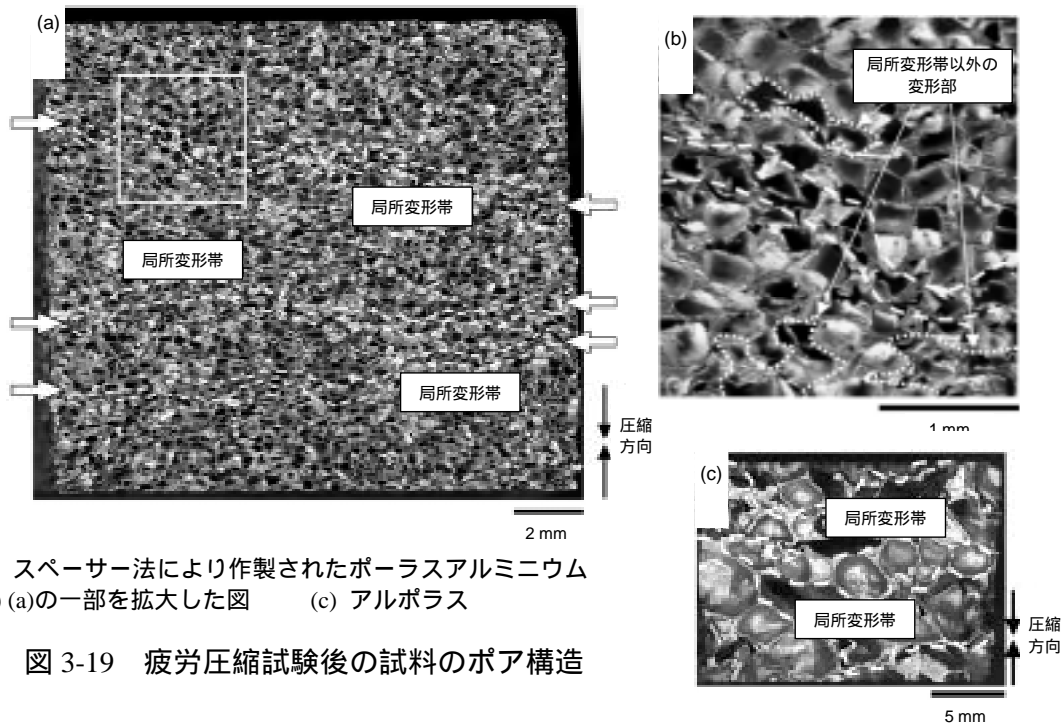 (a)
局所変形帯
局所変形帯
局所変形帯
圧縮
方向
2 mm
(b)
局所変形帯以外の
変形部
1 mm
(c)
局所変形帯
局所変形帯
圧縮
方向
5 mm
スペーサー法により作製されたポーラスアルミニウム
(a)の一部を拡大した図 (c) アルポラス
図 3-19 疲労圧縮試験後の試料のポア構造